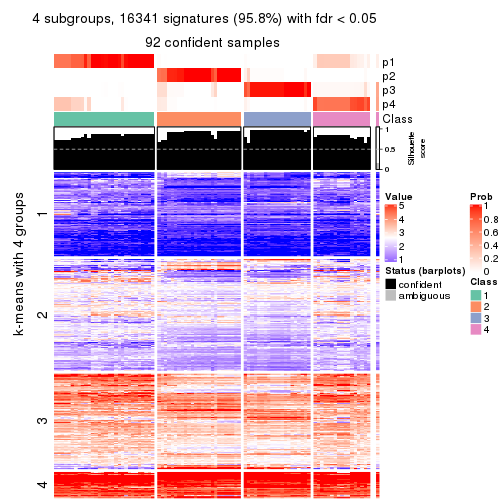 4 subgroups, 16341 signatures (95.8%) with fdr < 0.05
92 confident samples
p1
p2
p3
p4
Class
1
0.5
0
Silhouette
score
k-means with 4 groups
1
2
3
4
Value
5
4
3
2
1
Status (barplots)
confident
ambiguous
Prob
1
0.8
0.6
0.4
0.2
0
Class
1
2
3
4